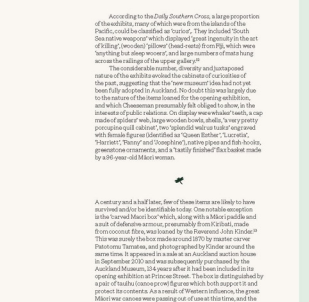 According to the Daily Southern Cross, a large proportion
of the exhibits, many of which were from the islands of the
Pacific, could be classified as 'curios'. They included 'South
Sea native weapons' which displayed 'great ingenuity in the art
of killing', (wooden) 'pillows' (head-rests) from Fiji, which were
'anything but sleep wooers', and large numbers of mats hung
across the railings of the upper gallery.
The considerable number, diversity and juxtaposed
nature of the exhibits evoked the cabinets of curiosities of
the past, suggesting that the 'new museum' idea had not yet
been fully adopted in Auckland. No doubt this was largely due
to the nature of the items loaned for the opening exhibition,
and which Cheeseman presumably felt obliged to show, in the
interests of public relations. On display were whales' teeth, a cap
made of spiders' web, large wooden bowls, shells, 'a very pretty
porcupine quill cabinet', two 'splendid walrus tusks' engraved
with female figures (identified as 'Queen Esther', 'Lucretia',
'Harriett', 'Fanny' and 'Josephine'), native pipes and fish-hooks,
greenstone ornaments, and a 'tastily finished' flax basket made
by a 96-year-old Māori woman.
A century and a half later, few of these items are likely to have
survived and/or be identifiable today. One notable exception
is the 'carved Maori box' which, along with a Māori paddle and
a suit of defensive armour, presumably from Kiribati, made
from coconut fibre, was loaned by the Reverend John Kinder.
This was surely the box made around 1870 by master carver
Patotomu Tamatea, and photographed by Kinder around the
same time. It appeared in a sale at an Auckland auction house
in September 2010 and was subsequently purchased by the
Auckland Museum, 134 years after it had been included in its
opening exhibition at Princes Street. The box is distinguished by
a pair of tauihu (canoe prow) figures which both support it and
protect its contents. As a result of Western influence, the great
Māori war canoes were passing out of use at this time, and the